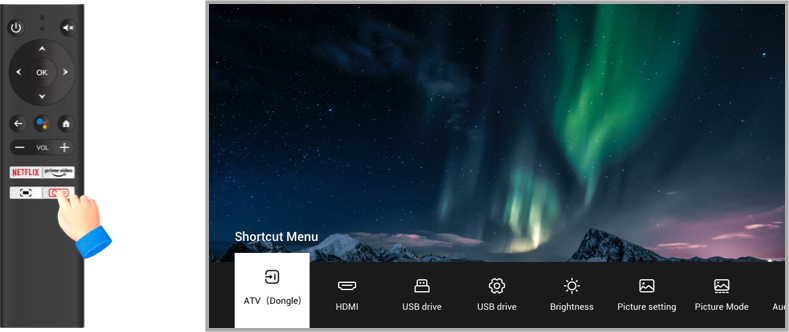 OK
VOL
NETFLIX
prime video
Shortcut Menu
ATV (Dongle)
HDMI
USB drive
USB drive
Brightness
Picture setting
Picture Mode